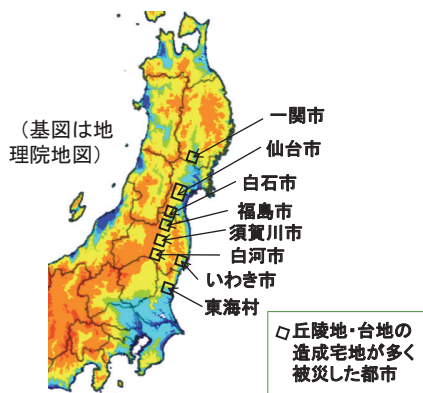 (基図は地
理院地図)
一関市
仙台市
白石市
福島市
須賀川市
白河市
いわき市
東海村
丘陵地・台地の
造成宅地が多く
被災した都市